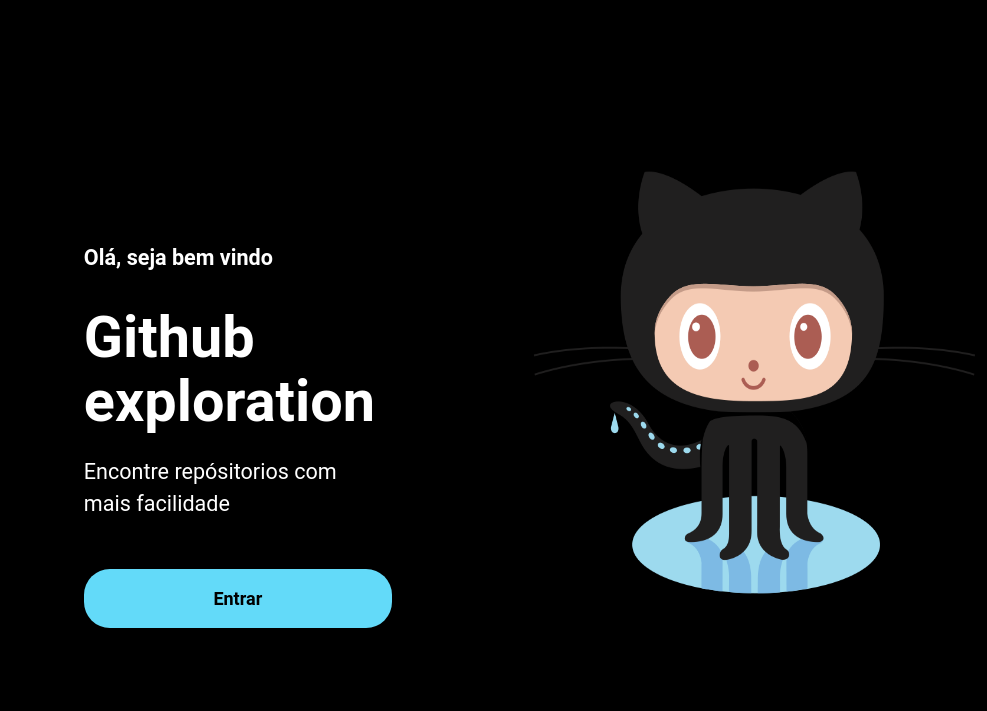 Olá, seja bem vindo
Github
exploration
Encontre repósitorios com
mais facilidade
Entrar